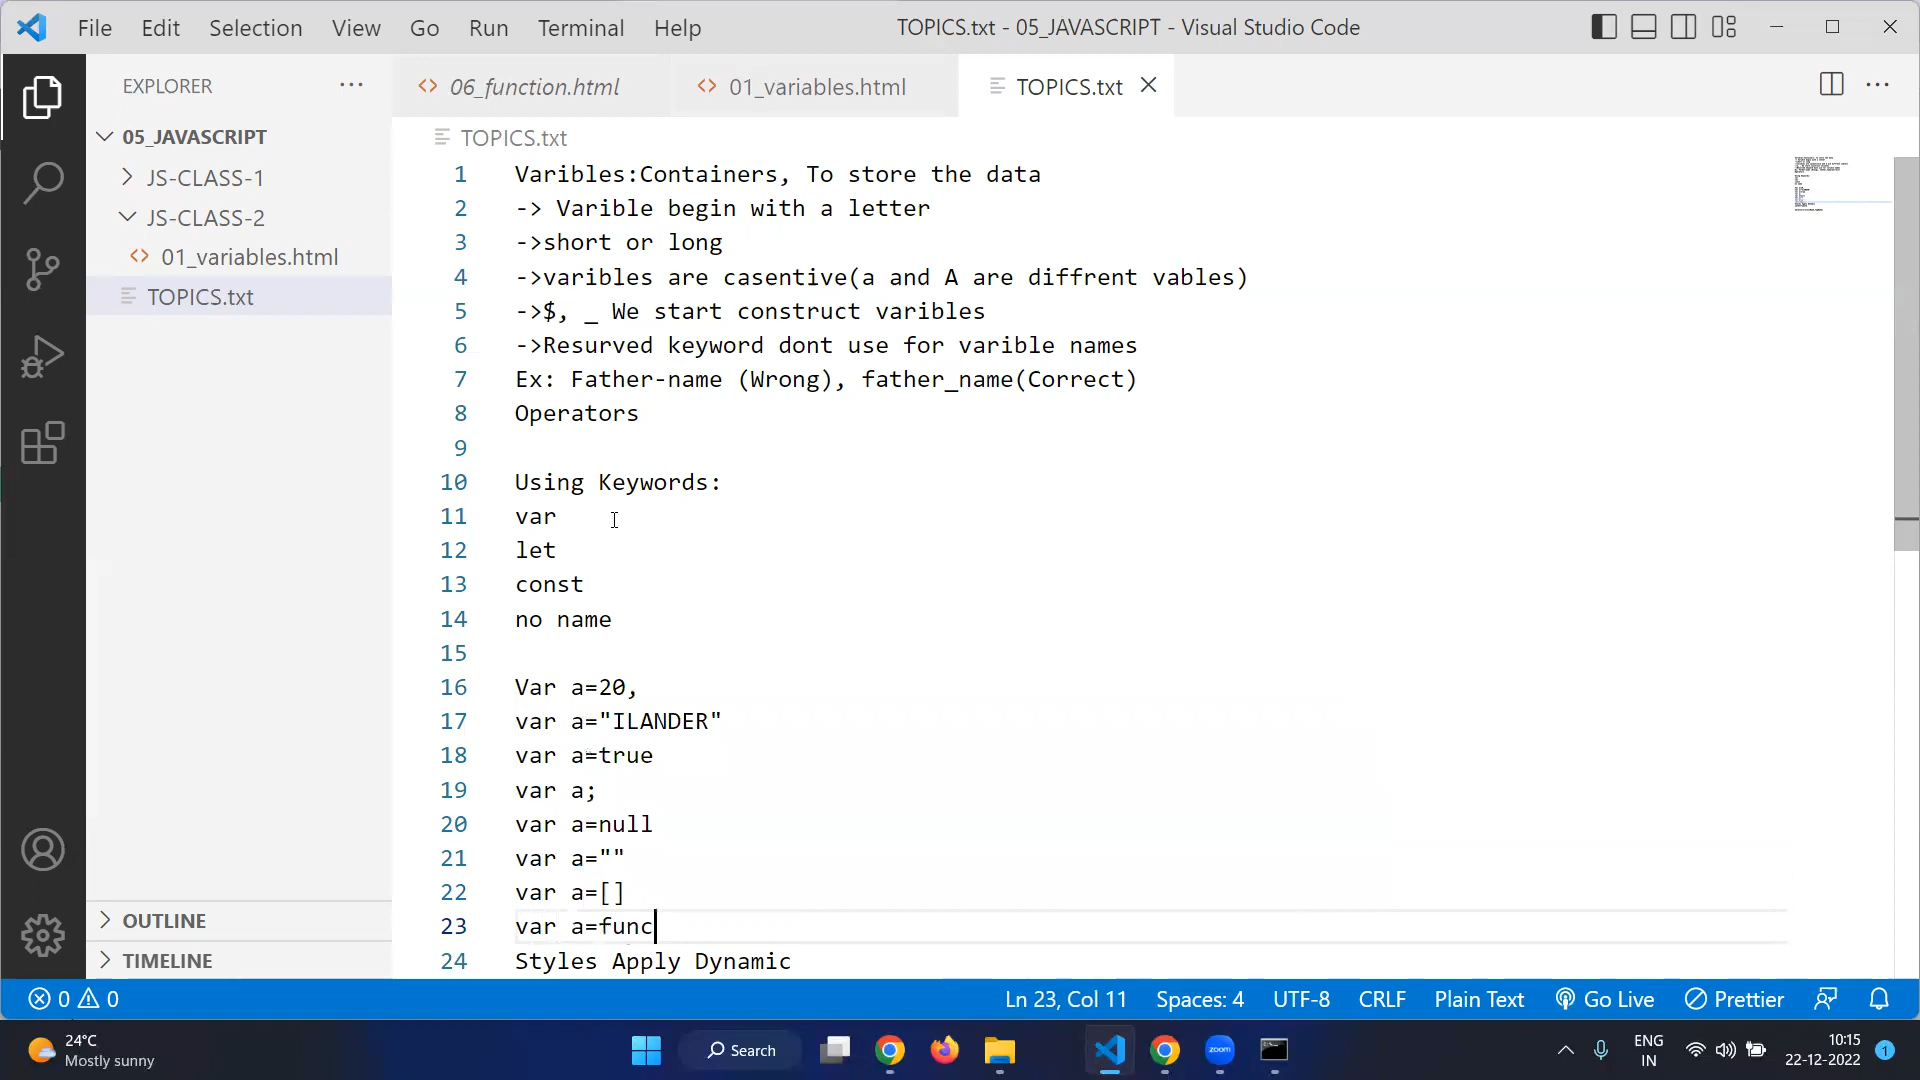 File Edit Selection View Go Run Terminal Help TOPICS.txt - 05_JAVASCRIPT - Visual Studio Code
EXPLORER
06_function.html 01_variables.html TOPICS.txt
05_JAVASCRIPT
JS-CLASS-1
JS-CLASS-2
01_variables.html
TOPICS.txt
TOPICS.txt
1 Varibles:Containers, To store the data
2 -> Varible begin with a letter
3 ->short or long
4 ->varibles are casentive(a and A are diffrent vables)
5 ->$, _ We start construct varibles
6 ->Resurved keyword dont use for varible names
7 Ex: Father-name (Wrong), father_name(Correct)
8 Operators
9
10 Using Keywords:
11 var
12 let
13 const
14 no name
15
16 Var a=20,
17 var a="ILANDER"
18 var a=true
19 var a;
20 var a=null
21 var a=""
22 var a=[]
23 var a=func
24 Styles Apply Dynamic
OUTLINE
TIMELINE
0 0 Ln 23, Col 11 Spaces: 4 UTF-8 CRLF Plain Text Go Live Prettier
24°C
Mostly sunny
Search
zoom
ENG
IN
10:15
22-12-2022
1